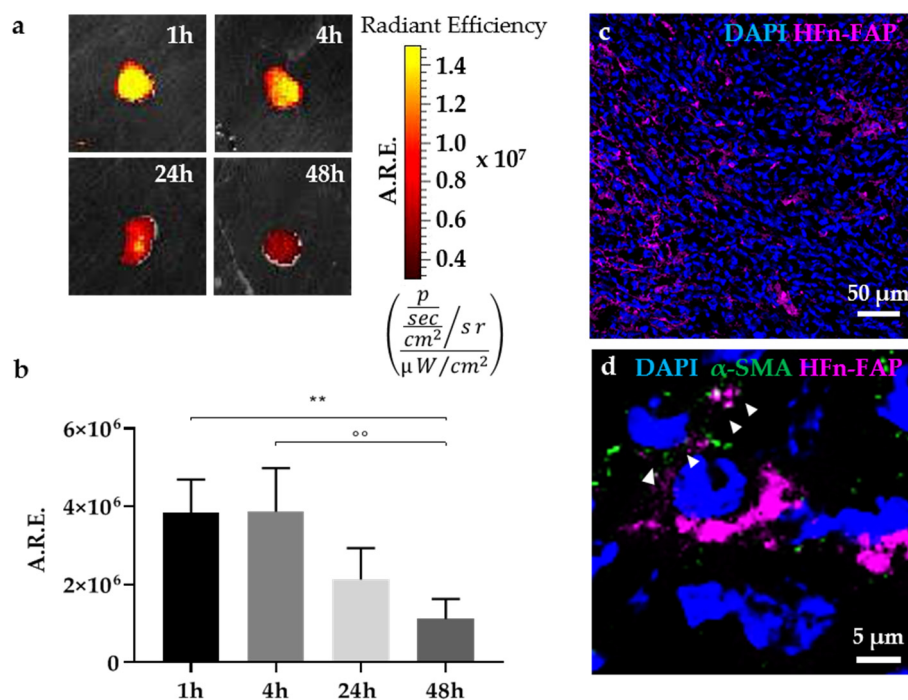 a
1h
4h
24h
48h
Radiant Efficiency
1.4
1.2
1.0
0.8
0.6
0.4
A.R.E.
x 10⁷
(p/sec/cm²/sr / µW/cm²)
b
**
°°
6×10⁶
4×10⁶
2×10⁶
0
A.R.E.
1h 4h 24h 48h
c
DAPI HFn-FAP
50 µm
d
DAPI α-SMA HFn-FAP
5 µm